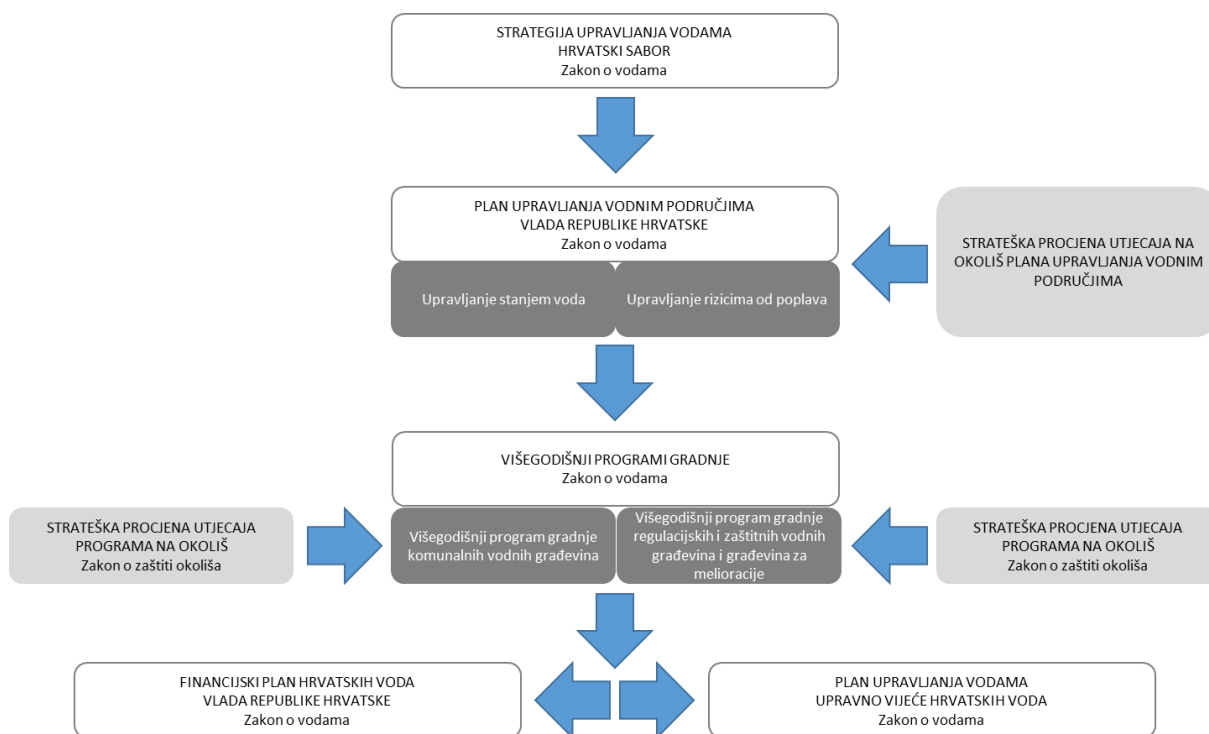 STRATEGIJA UPRAVLJANJA VODAMA
HRVATSKI SABOR
Zakon o vodama
PLAN UPRAVLJANJA VODNIM PODRUČJIMA
VLADA REPUBLIKE HRVATSKE
Zakon o vodama
Upravljanje stanjem voda
Upravljanje rizicima od poplava
STRATEŠKA PROCJENA UTJECAJA NA
OKOLIŠ PLANA UPRAVLJANJA VODNIM
PODRUČJIMA
VIŠEGODIŠNJI PROGRAMI GRADNJE
Zakon o vodama
STRATEŠKA PROCJENA UTJECAJA
PROGRAMA NA OKOLIŠ
Zakon o zaštiti okoliša
Višegodišnji program gradnje
komunalnih vodnih građevina
Višegodišnji program gradnje
regulacijskih i zaštitnih vodnih
građevina i građevina za
melioracije
STRATEŠKA PROCJENA UTJECAJA
PROGRAMA NA OKOLIŠ
Zakon o zaštiti okoliša
FINANCIJSKI PLAN HRVATSKIH VODA
VLADA REPUBLIKE HRVATSKE
Zakon o vodama
PLAN UPRAVLJANJA VODAMA
UPRAVNO VIJEĆE HRVATSKIH VODA
Zakon o vodama